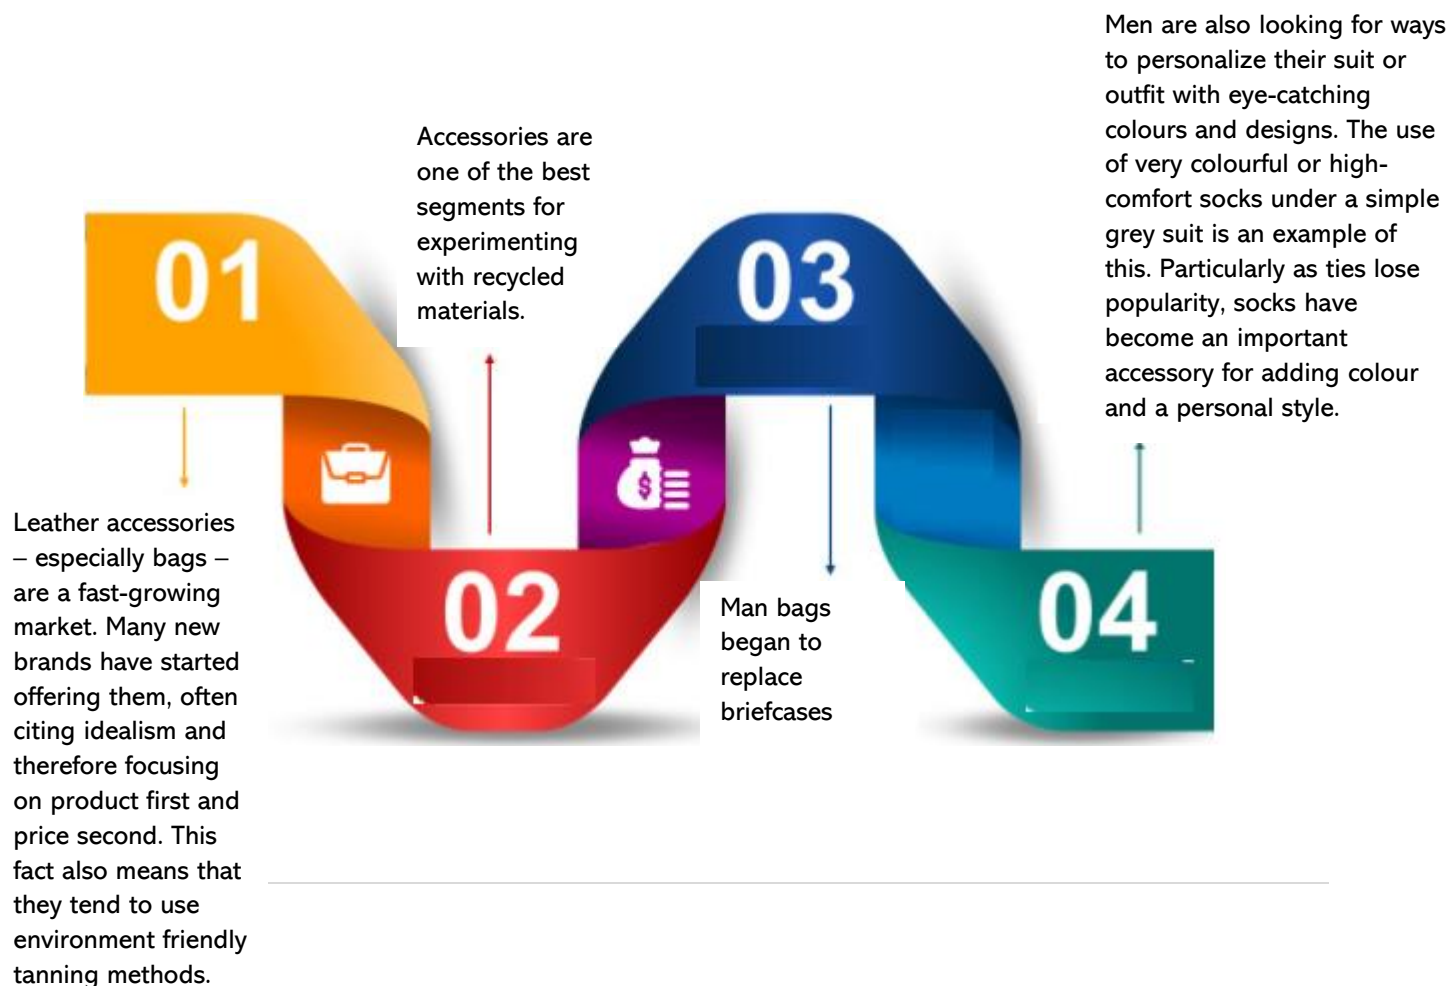 01
Leather accessories
– especially bags –
are a fast-growing
market. Many new
brands have started
offering them, often
citing idealism and
therefore focusing
on product first and
price second. This
fact also means that
they tend to use
environment friendly
tanning methods.
Accessories are
one of the best
segments for
experimenting
with recycled
materials.
02
$
03
Man bags
began to
replace
briefcases
Men are also looking for ways
to personalize their suit or
outfit with eye-catching
colours and designs. The use
of very colourful or high-
comfort socks under a simple
grey suit is an example of
this. Particularly as ties lose
popularity, socks have
become an important
accessory for adding colour
and a personal style.
04